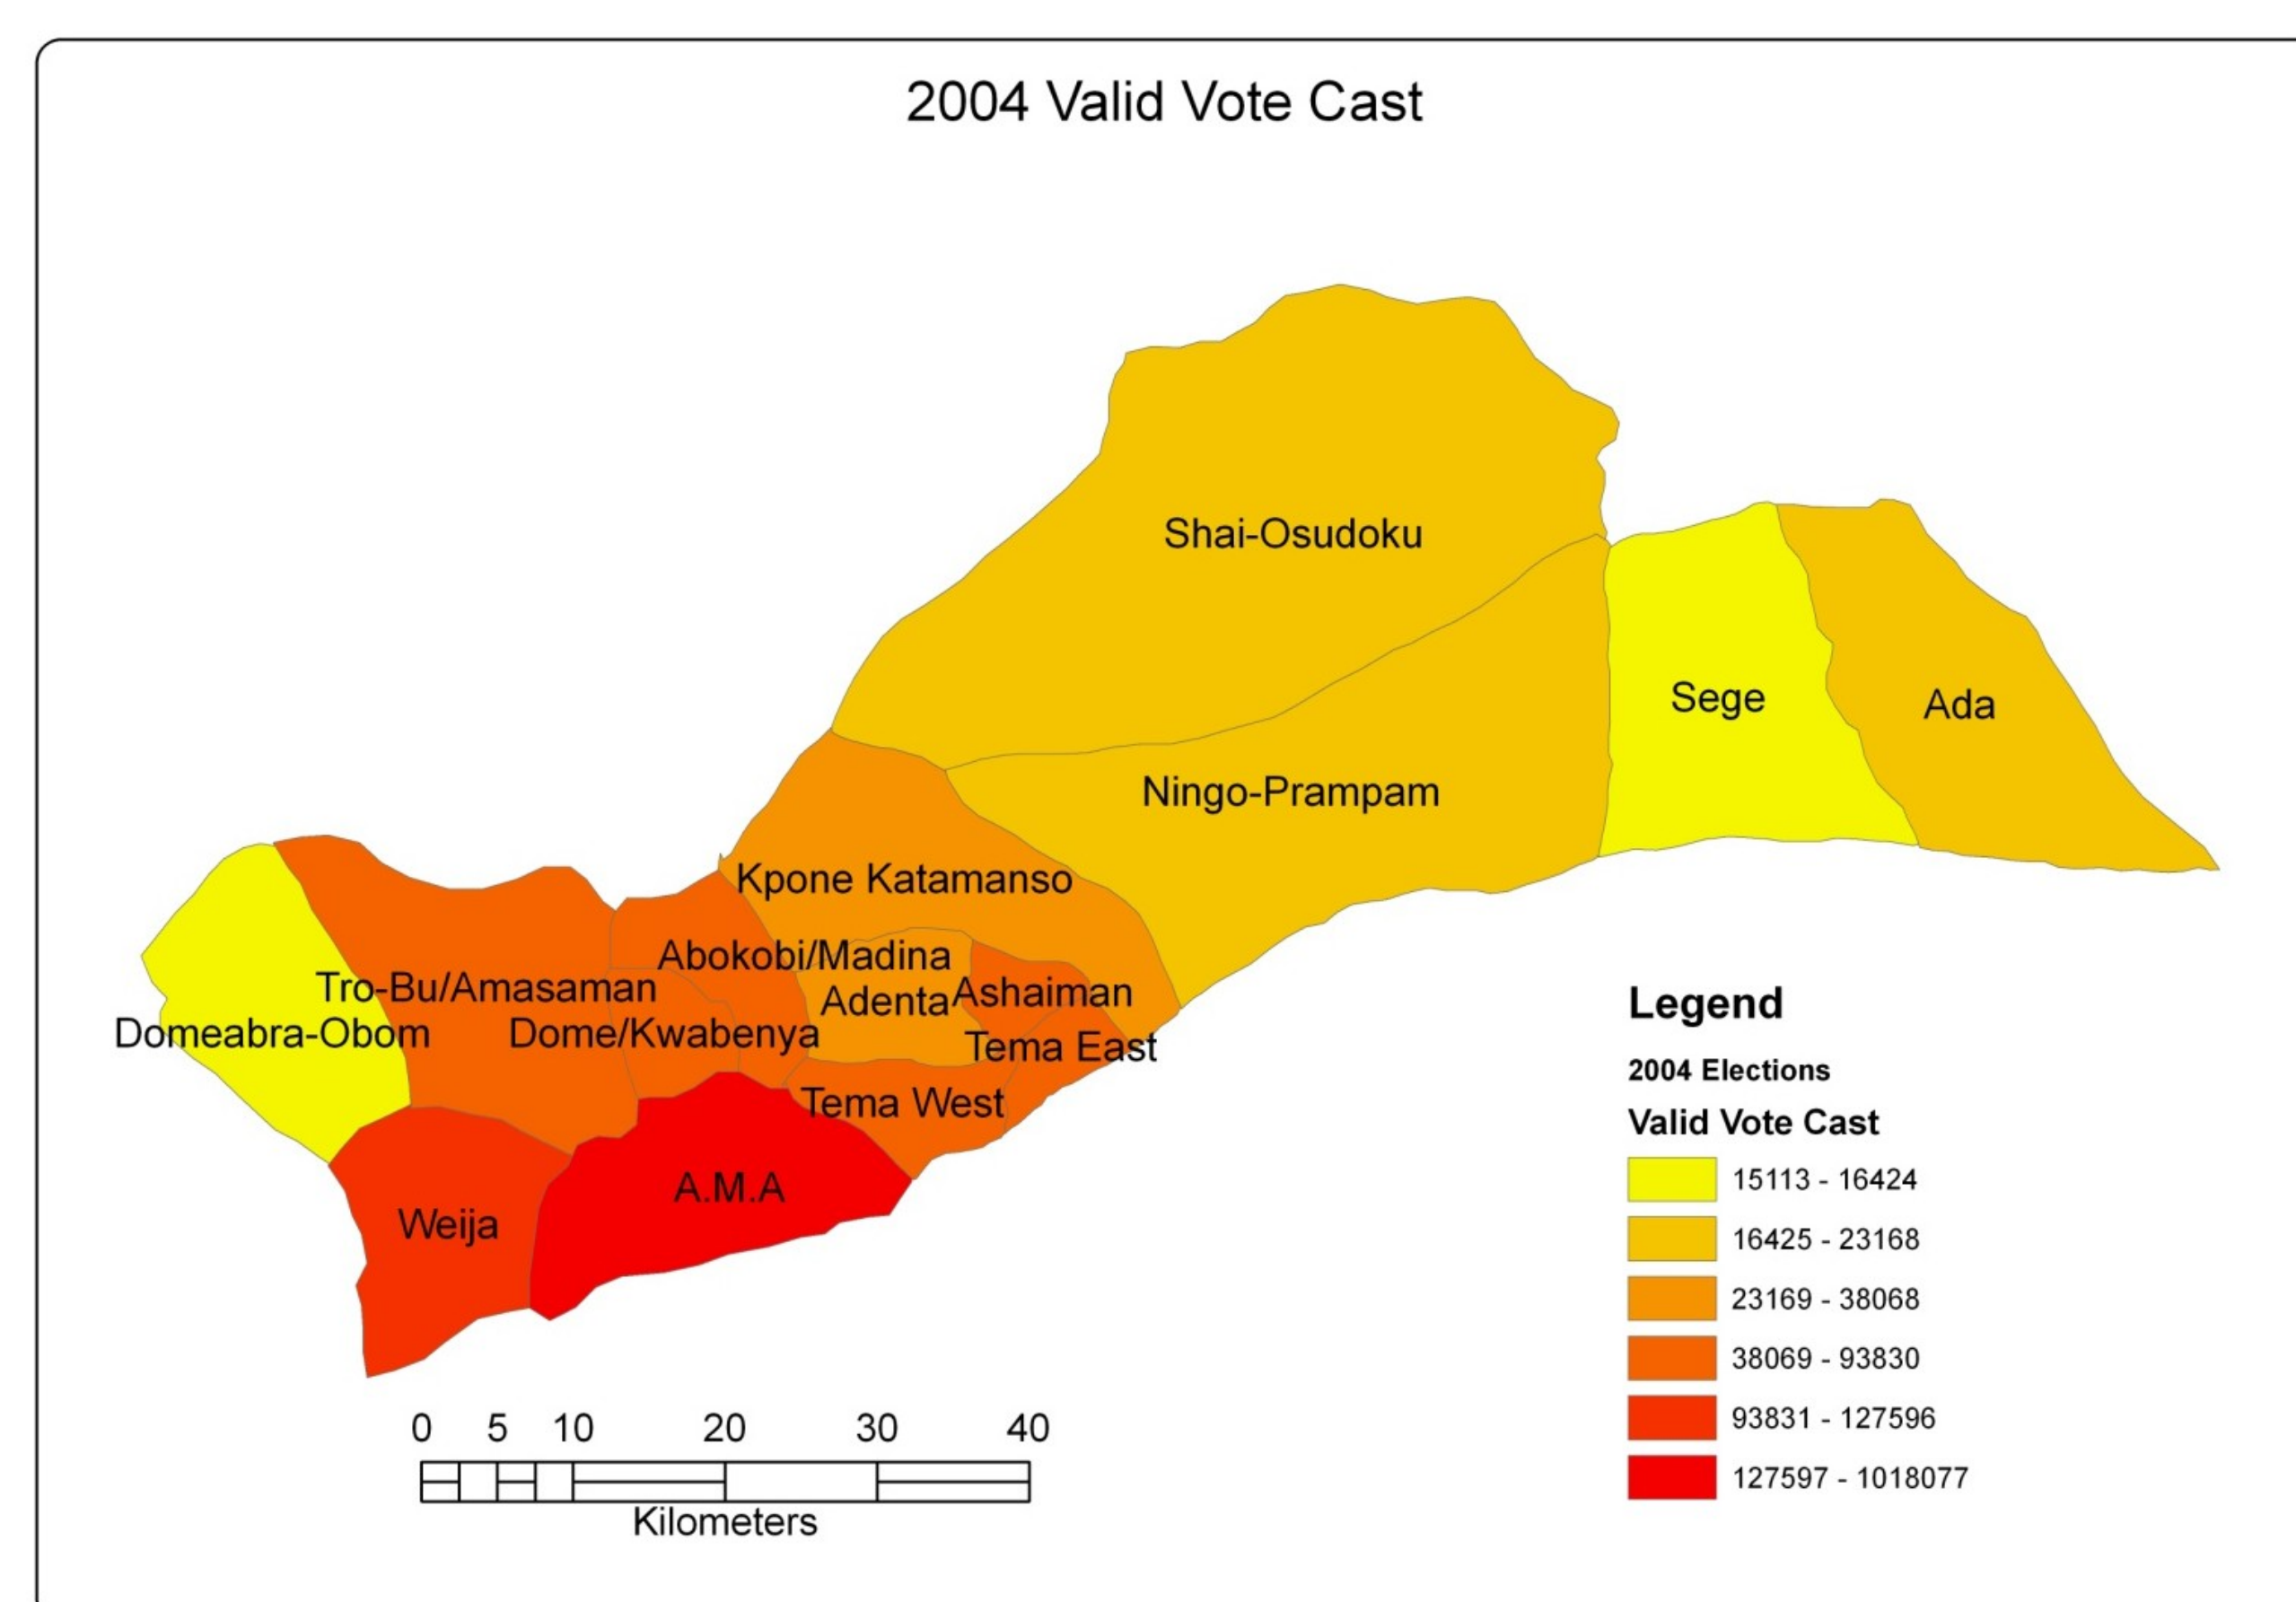 2004 Valid Vote Cast
Shai-Osudoku
Sege
Ada
Ningo-Prampam
Kpone Katamanso
Abokobi/Madina
Tro-Bu/Amasaman
Adenta
Ashaiman
Domeabra-Obom
Dome/Kwabenya
Tema East
Tema West
A.M.A
Weija
Legend
2004 Elections
Valid Vote Cast
15113 - 16424
16425 - 23168
23169 - 38068
38069 - 93830
93831 - 127596
127597 - 1018077
0 5 10 20 30 40
Kilometers